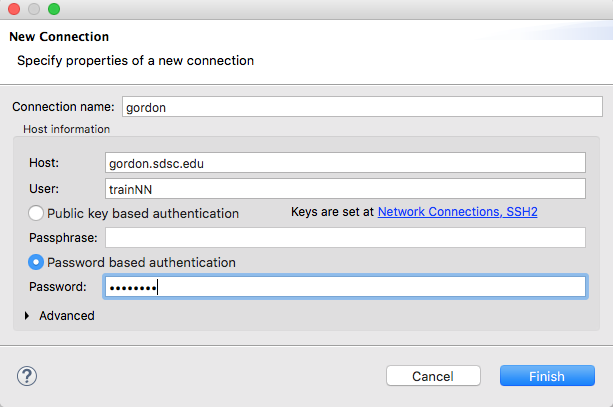 New Connection
Specify properties of a new connection
Connection name: gordon
Host information
Host: gordon.sdsc.edu
User: trainNN
Public key based authentication Keys are set at Network Connections, SSH2
Passphrase:
Password based authentication
Password: ••••••••
Advanced
? Cancel Finish